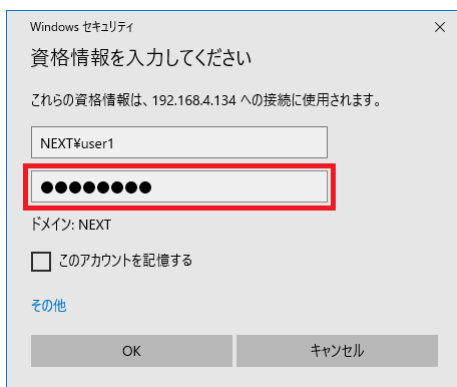 Windows セキュリティ
資格情報を入力してください
これらの資格情報は、192.168.4.134 への接続に使用されます。
NEXT¥user1
●●●●●●●●
ドメイン: NEXT
このアカウントを記憶する
その他
OK キャンセル